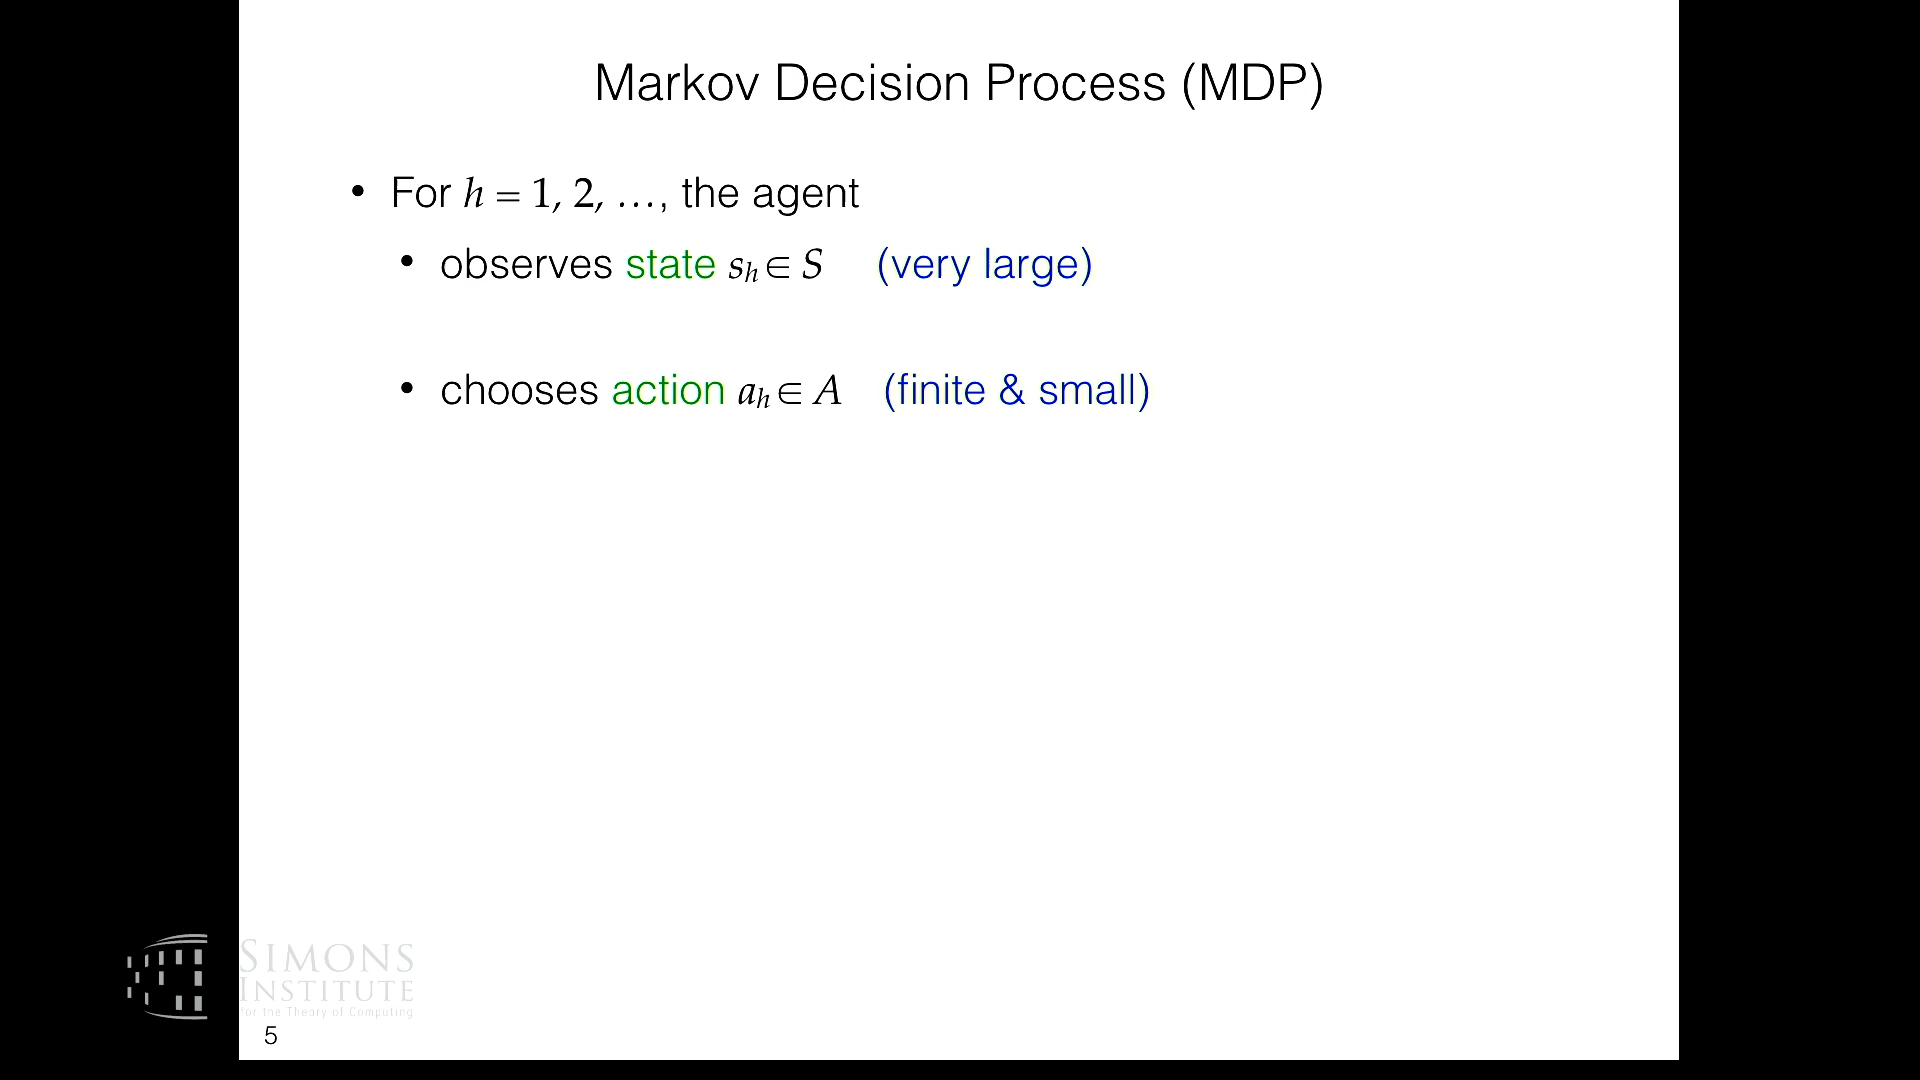 Markov Decision Process (MDP)
• For h = 1, 2, …, the agent
• observes state sₕ ∈ S (very large)
• chooses action aₕ ∈ A (finite & small)
SIMONS
INSTITUTE
for the Theory of Computing
5